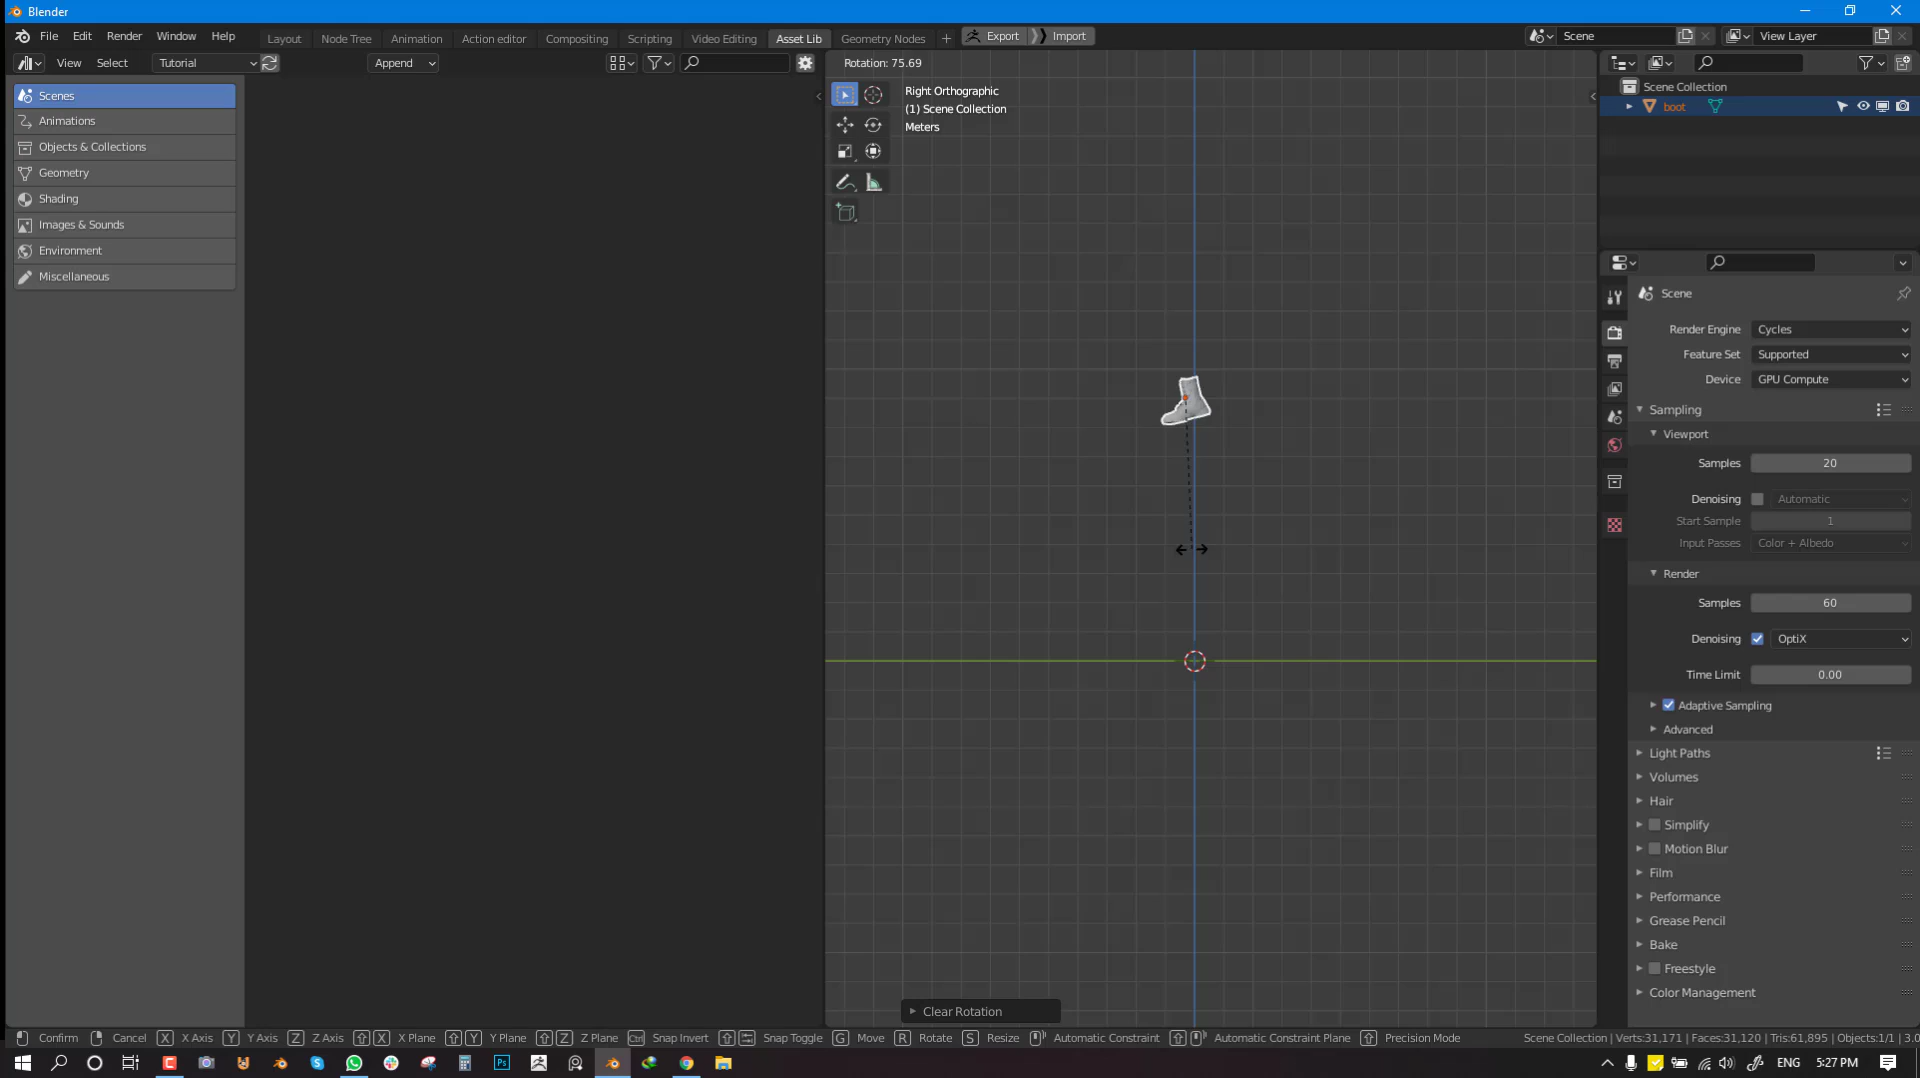 Blender
File Edit Render Window Help Layout Node Tree Animation Action editor Compositing Scripting Video Editing Asset Lib Geometry Nodes + Export Import Scene View Layer
View Select Tutorial Append
Rotation: 75.69
Right Orthographic
(1) Scene Collection
Meters
Scenes
Animations
Objects & Collections
Geometry
Shading
Images & Sounds
Environment
Miscellaneous
Scene Collection
boot
Scene
Render Engine Cycles
Feature Set Supported
Device GPU Compute
Sampling
Viewport
Samples 20
Denoising Automatic
Start Sample 1
Input Passes Color + Albedo
Render
Samples 60
Denoising OptiX
Time Limit 0.00
Adaptive Sampling
Advanced
Light Paths
Volumes
Hair
Simplify
Motion Blur
Film
Performance
Grease Pencil
Bake
Freestyle
Color Management
Clear Rotation
Confirm Cancel X X Axis Y Y Axis Z Z Axis X X Plane Y Y Plane Z Z Plane Ctrl Snap Invert Snap Toggle G Move R Rotate S Resize Automatic Constraint Automatic Constraint Plane Precision Mode Scene Collection | Verts:31,171 | Faces:31,120 | Tris:61,895 | Objects:1/1 | 3.0
Ps ENG 5:27 PM